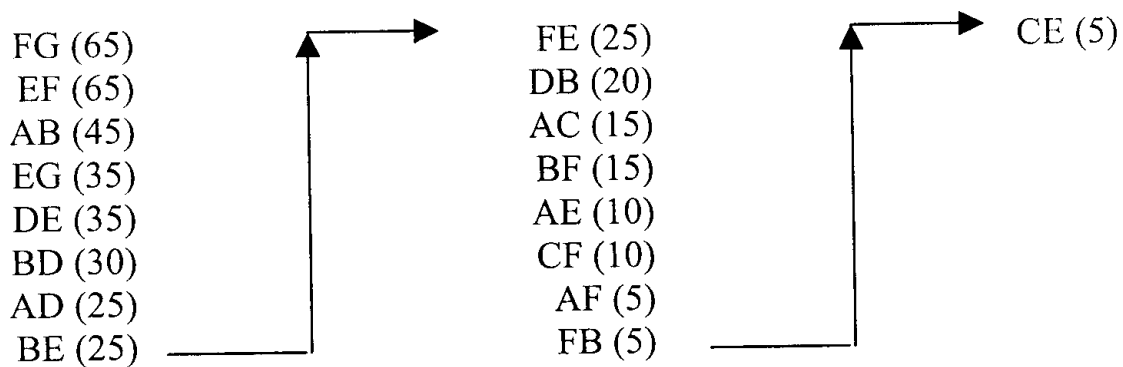 FG (65)
EF (65)
AB (45)
EG (35)
DE (35)
BD (30)
AD (25)
BE (25)
FE (25)
DB (20)
AC (15)
BF (15)
AE (10)
CF (10)
AF (5)
FB (5)
CE (5)